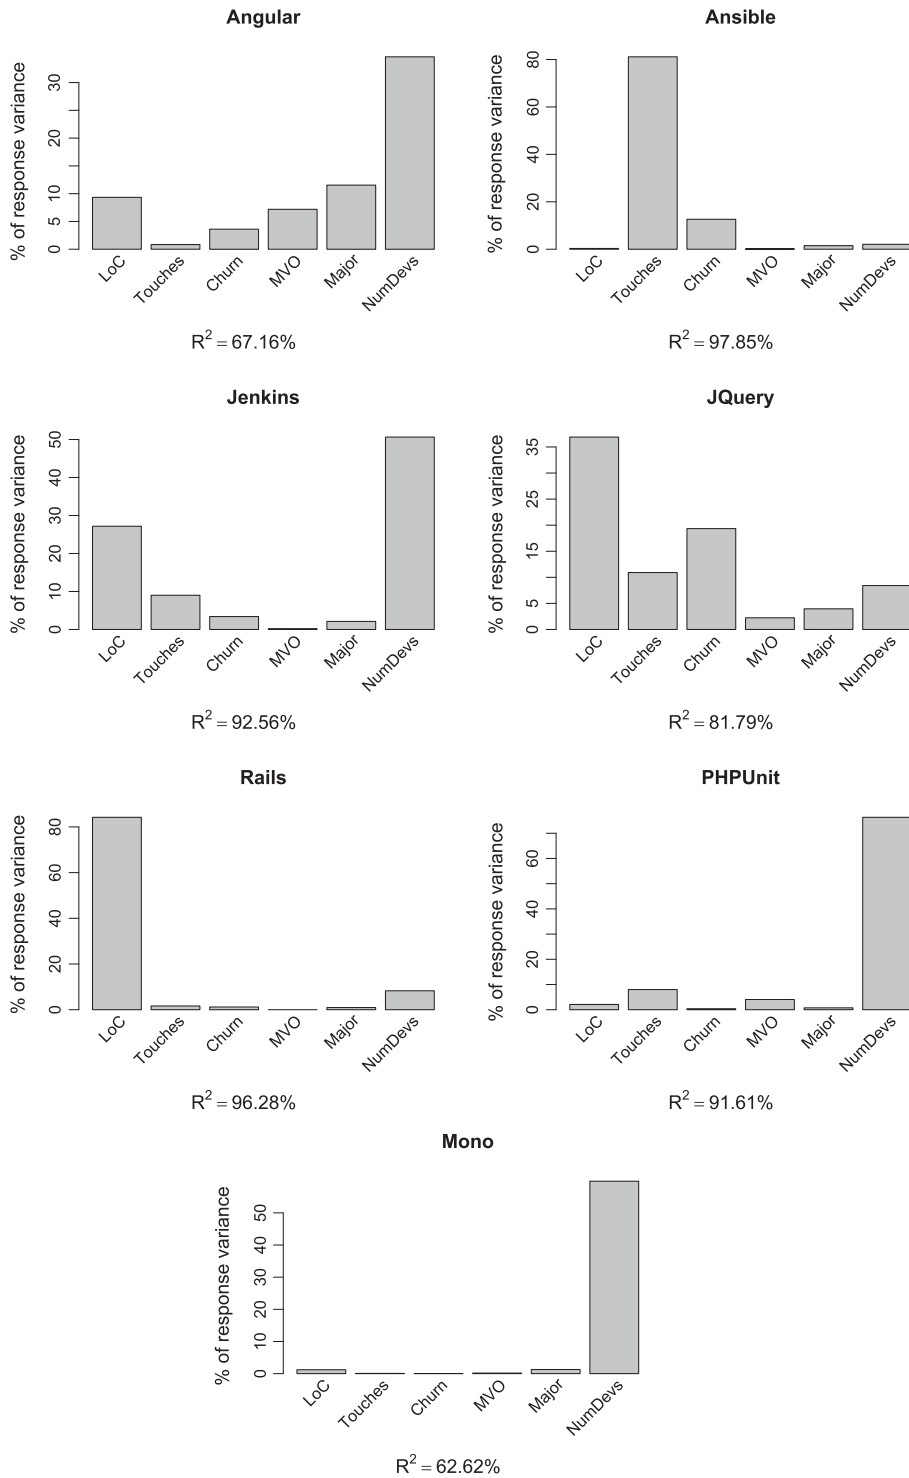 Angular
% of response variance
0 5 10 20 30
LoC Touches Churn MVO Major NumDevs
R² = 67.16%
Ansible
% of response variance
0 20 40 60 80
LoC Touches Churn MVO Major NumDevs
R² = 97.85%
Jenkins
% of response variance
0 10 20 30 40 50
LoC Touches Churn MVO Major NumDevs
R² = 92.56%
JQuery
% of response variance
0 5 15 25 35
LoC Touches Churn MVO Major NumDevs
R² = 81.79%
Rails
% of response variance
0 20 40 60 80
LoC Touches Churn MVO Major NumDevs
R² = 96.28%
PHPUnit
% of response variance
0 20 40 60
LoC Touches Churn MVO Major NumDevs
R² = 91.61%
Mono
% of response variance
0 10 20 30 40 50
LoC Touches Churn MVO Major NumDevs
R² = 62.62%